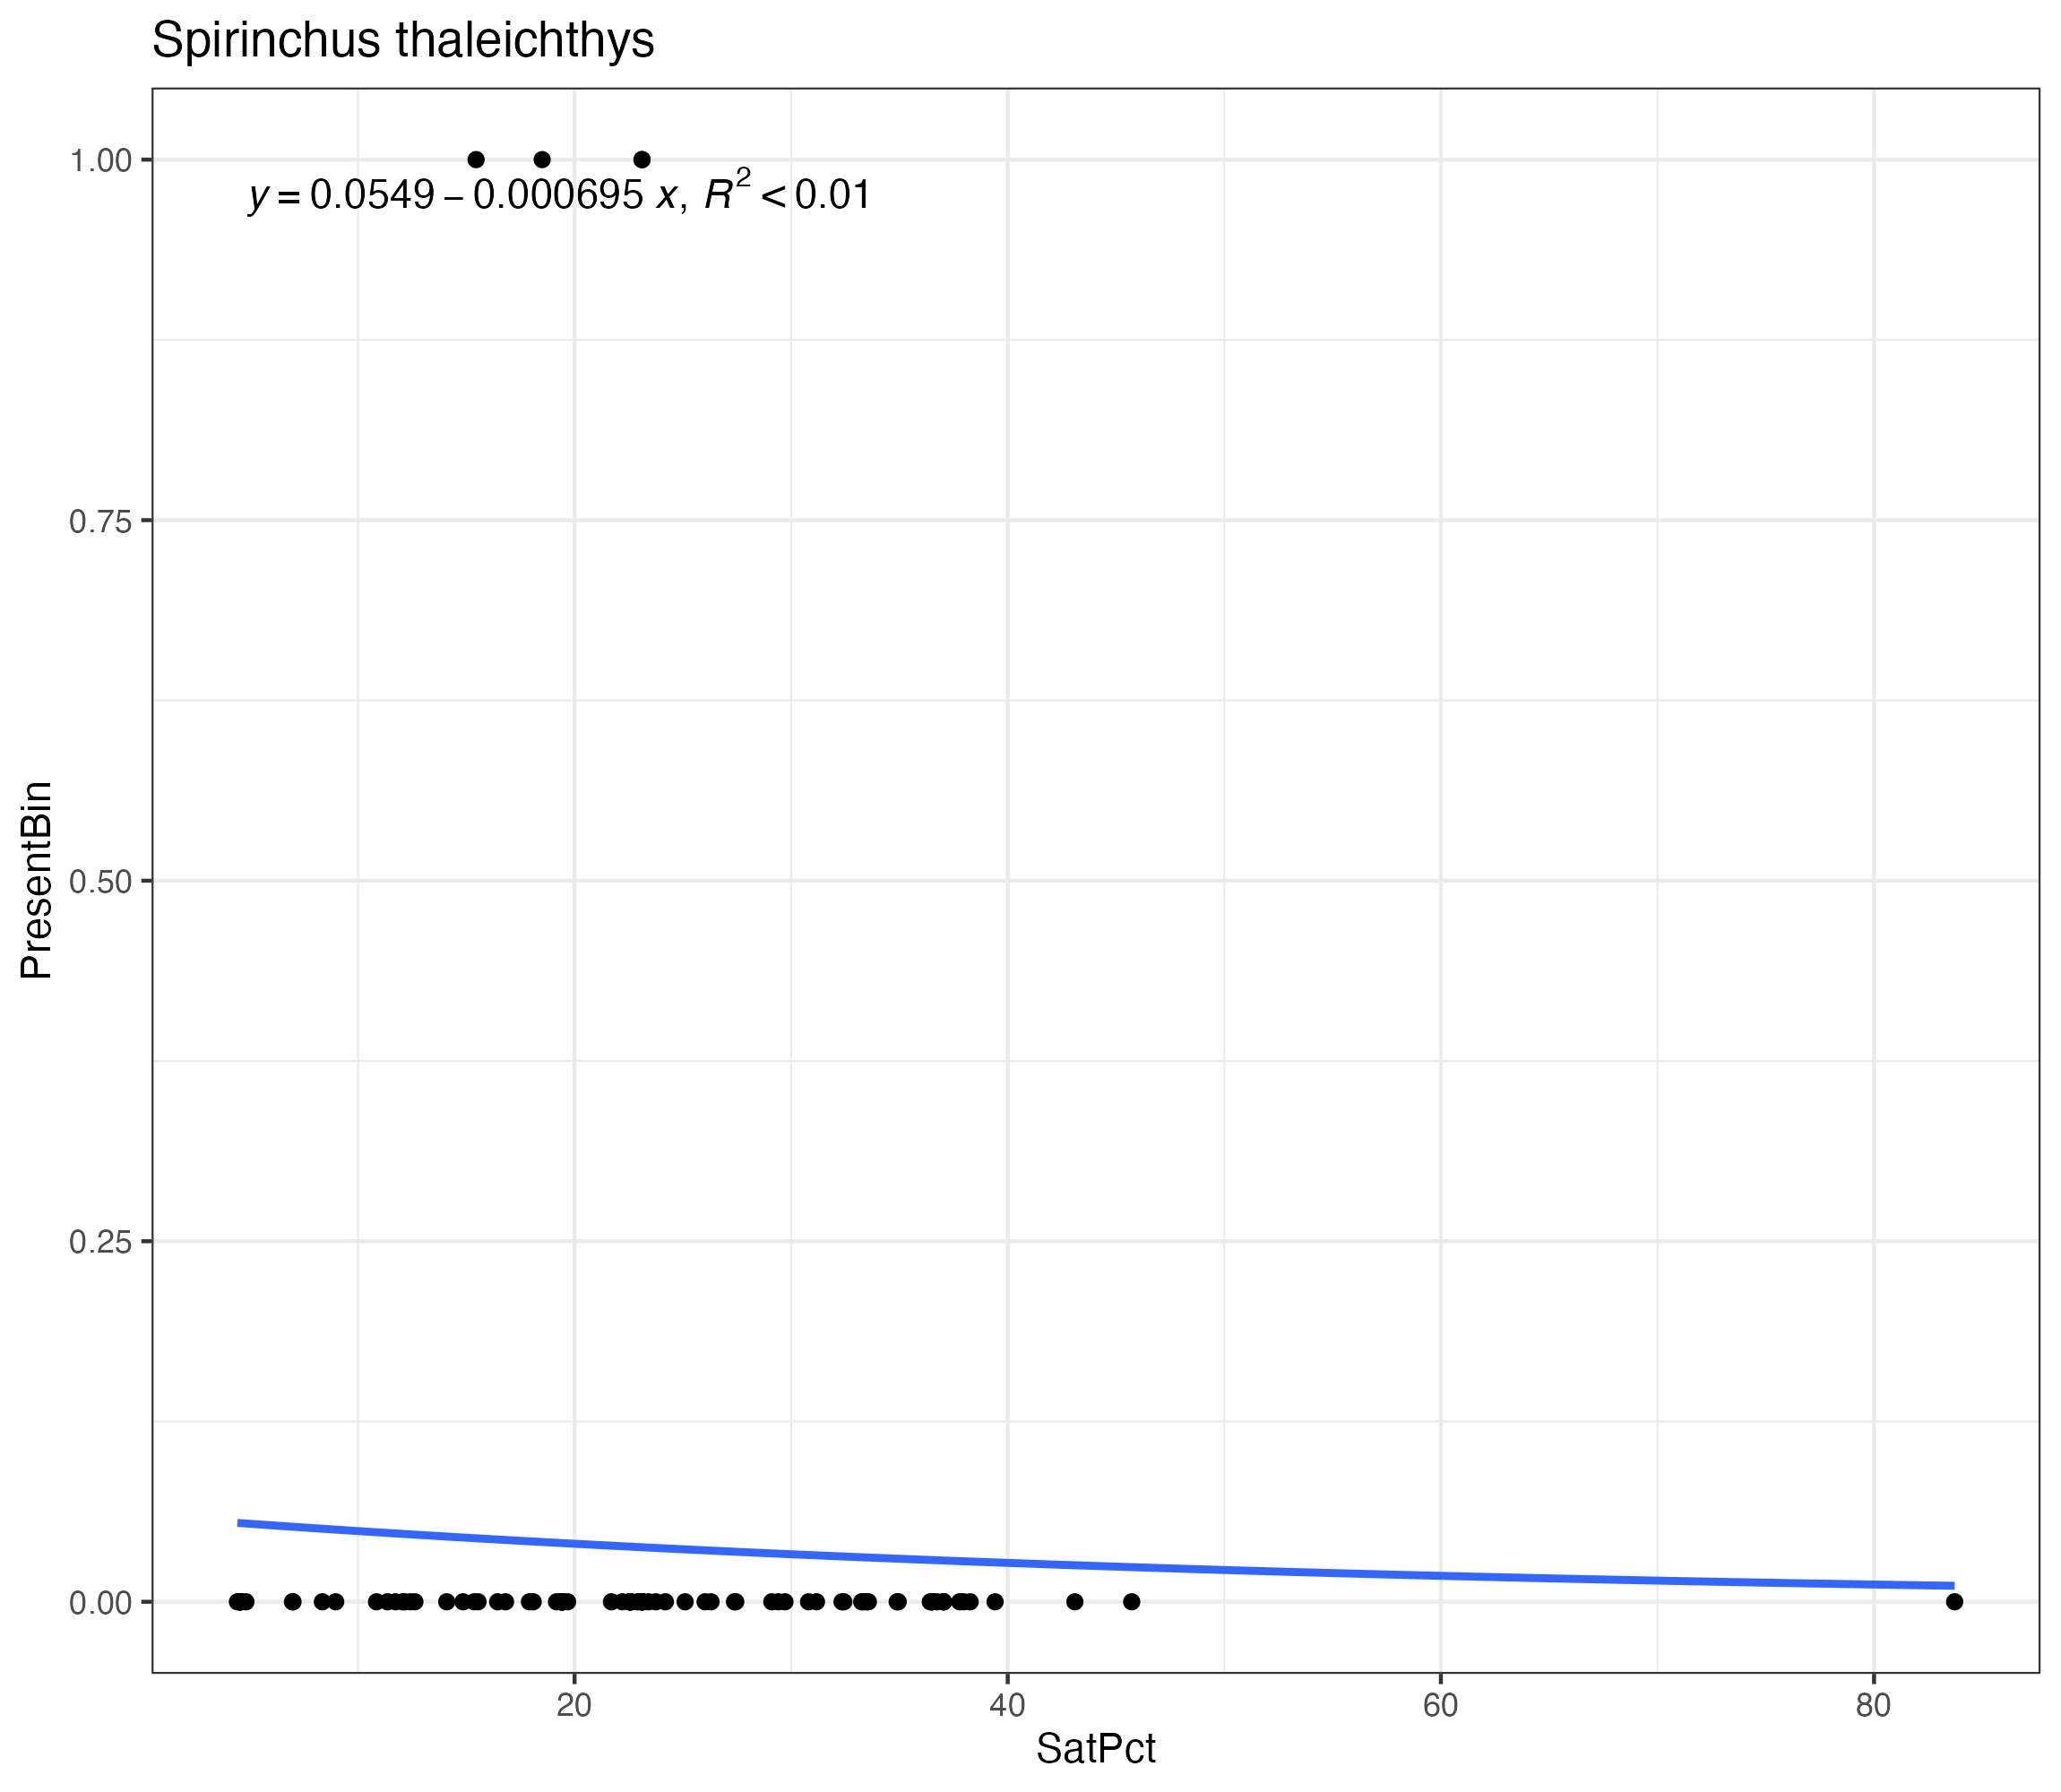 Spirinchus thaleichthys
1.00
y = 0.0549 − 0.000695 x, R² < 0.01
0.75
0.50
0.25
0.00
PresentBin
20 40 60 80
SatPct